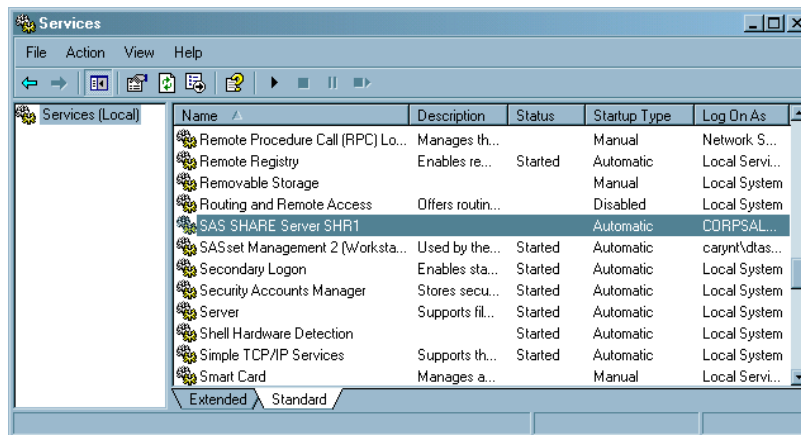 Services
File Action View Help
Services (Local)
Name Description Status Startup Type Log On As
Remote Procedure Call (RPC) Lo... Manages th... Manual Network S...
Remote Registry Enables re... Started Automatic Local Servi...
Removable Storage Manual Local System
Routing and Remote Access Offers routin... Disabled Local System
SAS SHARE Server SHR1 Automatic CORPSAL...
SASset Management 2 (Worksta... Used by the... Started Automatic carynt\dtas...
Secondary Logon Enables sta... Started Automatic Local System
Security Accounts Manager Stores secu... Started Automatic Local System
Server Supports fil... Started Automatic Local System
Shell Hardware Detection Started Automatic Local System
Simple TCP/IP Services Supports th... Started Automatic Local System
Smart Card Manages a... Manual Local Servi...
Extended Standard